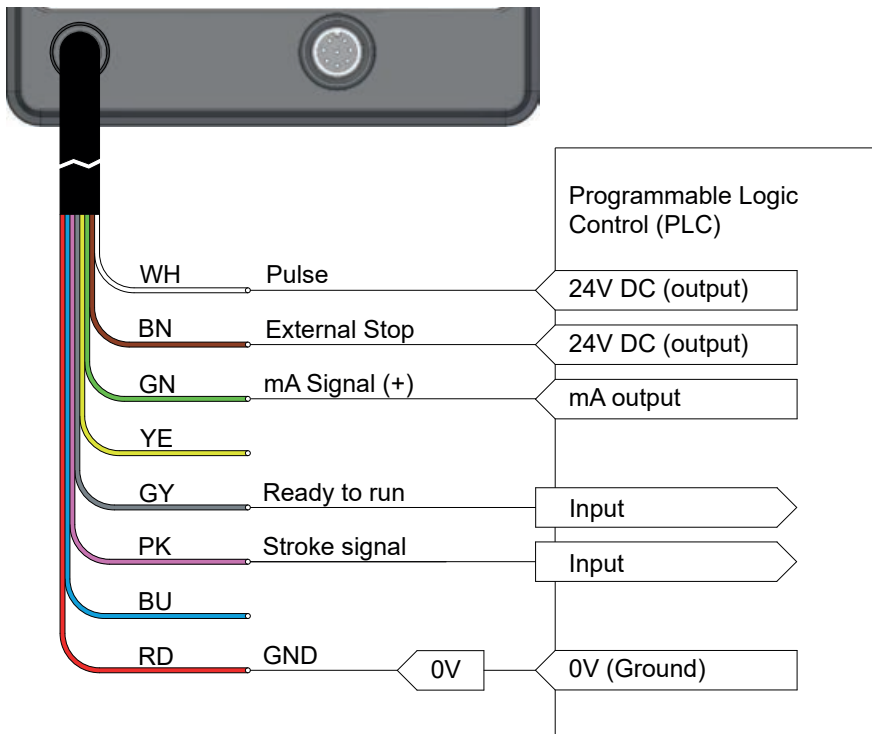 Programmable Logic
Control (PLC)
WH Pulse 24V DC (output)
BN External Stop 24V DC (output)
GN mA Signal (+) mA output
YE
GY Ready to run Input
PK Stroke signal Input
BU
RD GND 0V 0V (Ground)